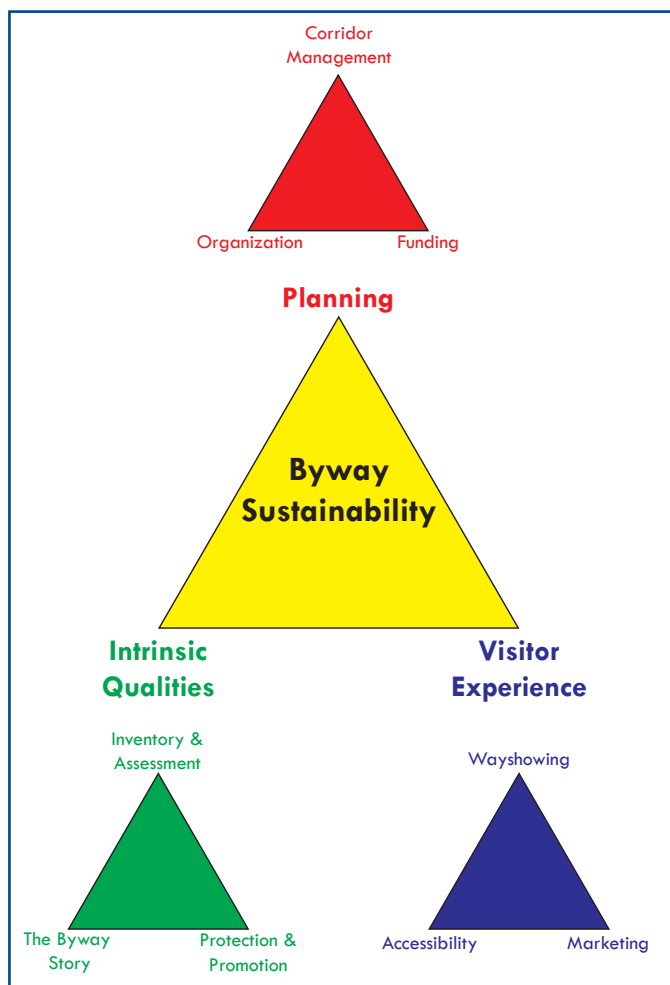 Corridor
Management
Organization
Funding
Planning
Byway
Sustainability
Intrinsic
Qualities
Visitor
Experience
Inventory &
Assessment
The Byway
Story
Protection &
Promotion
Wayshowing
Accessibility
Marketing